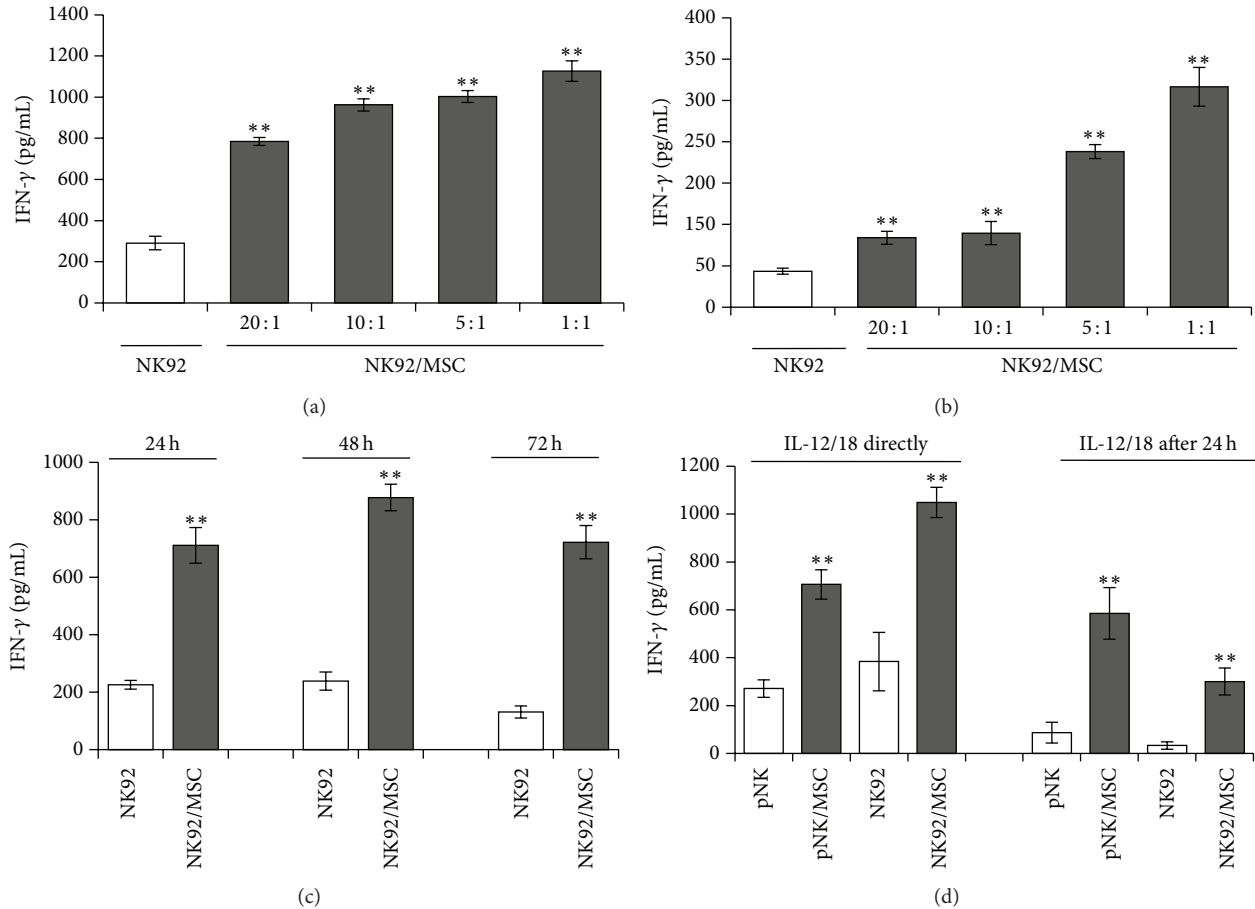 1400
1200
1000
800
600
400
200
0
IFN-γ (pg/mL)
** ** ** **
20:1 10:1 5:1 1:1
NK92 NK92/MSC
(a)
400
350
300
250
200
150
100
50
0
IFN-γ (pg/mL)
** ** ** **
20:1 10:1 5:1 1:1
NK92 NK92/MSC
(b)
24 h 48 h 72 h
1000
800
600
400
200
0
IFN-γ (pg/mL)
** ** **
NK92
NK92/MSC
NK92
NK92/MSC
NK92
NK92/MSC
(c)
IL-12/18 directly IL-12/18 after 24 h
1200
1000
800
600
400
200
0
IFN-γ (pg/mL)
** ** ** **
pNK
pNK/MSC
NK92
NK92/MSC
pNK
pNK/MSC
NK92
NK92/MSC
(d)